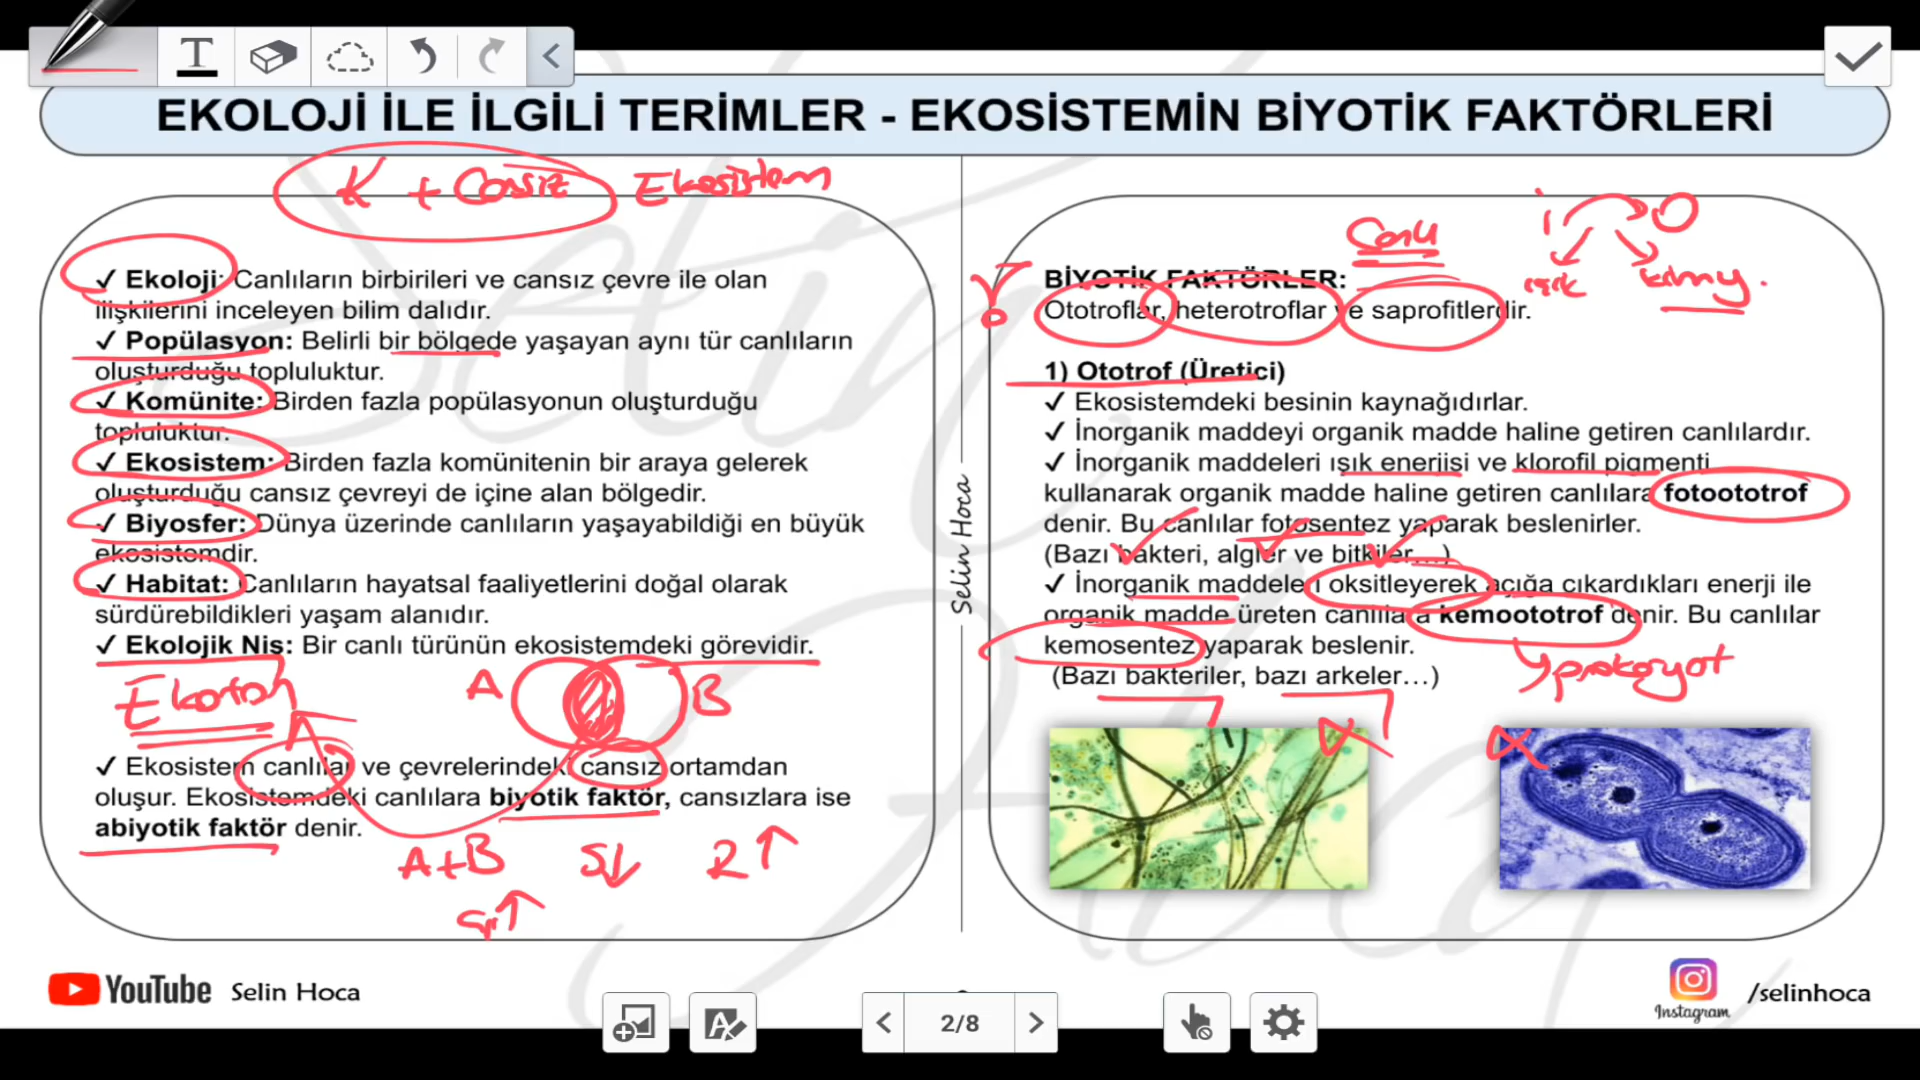 EKOLOJİ İLE İLGİLİ TERİMLER - EKOSİSTEMİN BİYOTİK FAKTÖRLERİ
K + Cansız Ekosistem
✓ Ekoloji: Canlıların birbirileri ve cansız çevre ile olan
ilişkilerini inceleyen bilim dalıdır.
✓ Popülasyon: Belirli bir bölgede yaşayan aynı tür canlıların
oluşturduğu topluluktur.
✓ Komünite: Birden fazla popülasyonun oluşturduğu
topluluktur.
✓ Ekosistem: Birden fazla komünitenin bir araya gelerek
oluşturduğu cansız çevreyi de içine alan bölgedir.
✓ Biyosfer: Dünya üzerinde canlıların yaşayabildiği en büyük
ekosistemdir.
✓ Habitat: Canlıların hayatsal faaliyetlerini doğal olarak
sürdürebildikleri yaşam alanıdır.
✓ Ekolojik Niş: Bir canlı türünün ekosistemdeki görevidir.
Ekoton
A B
✓ Ekosistem canlılar ve çevrelerindeki cansız ortamdan
oluşur. Ekosistemdeki canlılara biyotik faktör, cansızlara ise
abiyotik faktör denir.
A+B
Selin Hoca
Canlı
i O
ışık kimy.
BİYOTİK FAKTÖRLER:
Ototroflar, heterotroflar ve saprofitlerdir.
1) Ototrof (Üretici)
✓ Ekosistemdeki besinin kaynağıdırlar.
✓ İnorganik maddeyi organik madde haline getiren canlılardır.
✓ İnorganik maddeleri ışık enerjisi ve klorofil pigmenti
kullanarak organik madde haline getiren canlılara fotoototrof
denir. Bu canlılar fotosentez yaparak beslenirler.
(Bazı bakteri, algler ve bitkiler...)
✓ İnorganik maddeleri oksitleyerek açığa çıkardıkları enerji ile
organik madde üreten canlılara kemoototrof denir. Bu canlılar
kemosentez yaparak beslenir.
(Bazı bakteriler, bazı arkeler...)
prokaryot
YouTube Selin Hoca
2/8
Instagram
/selinhoca